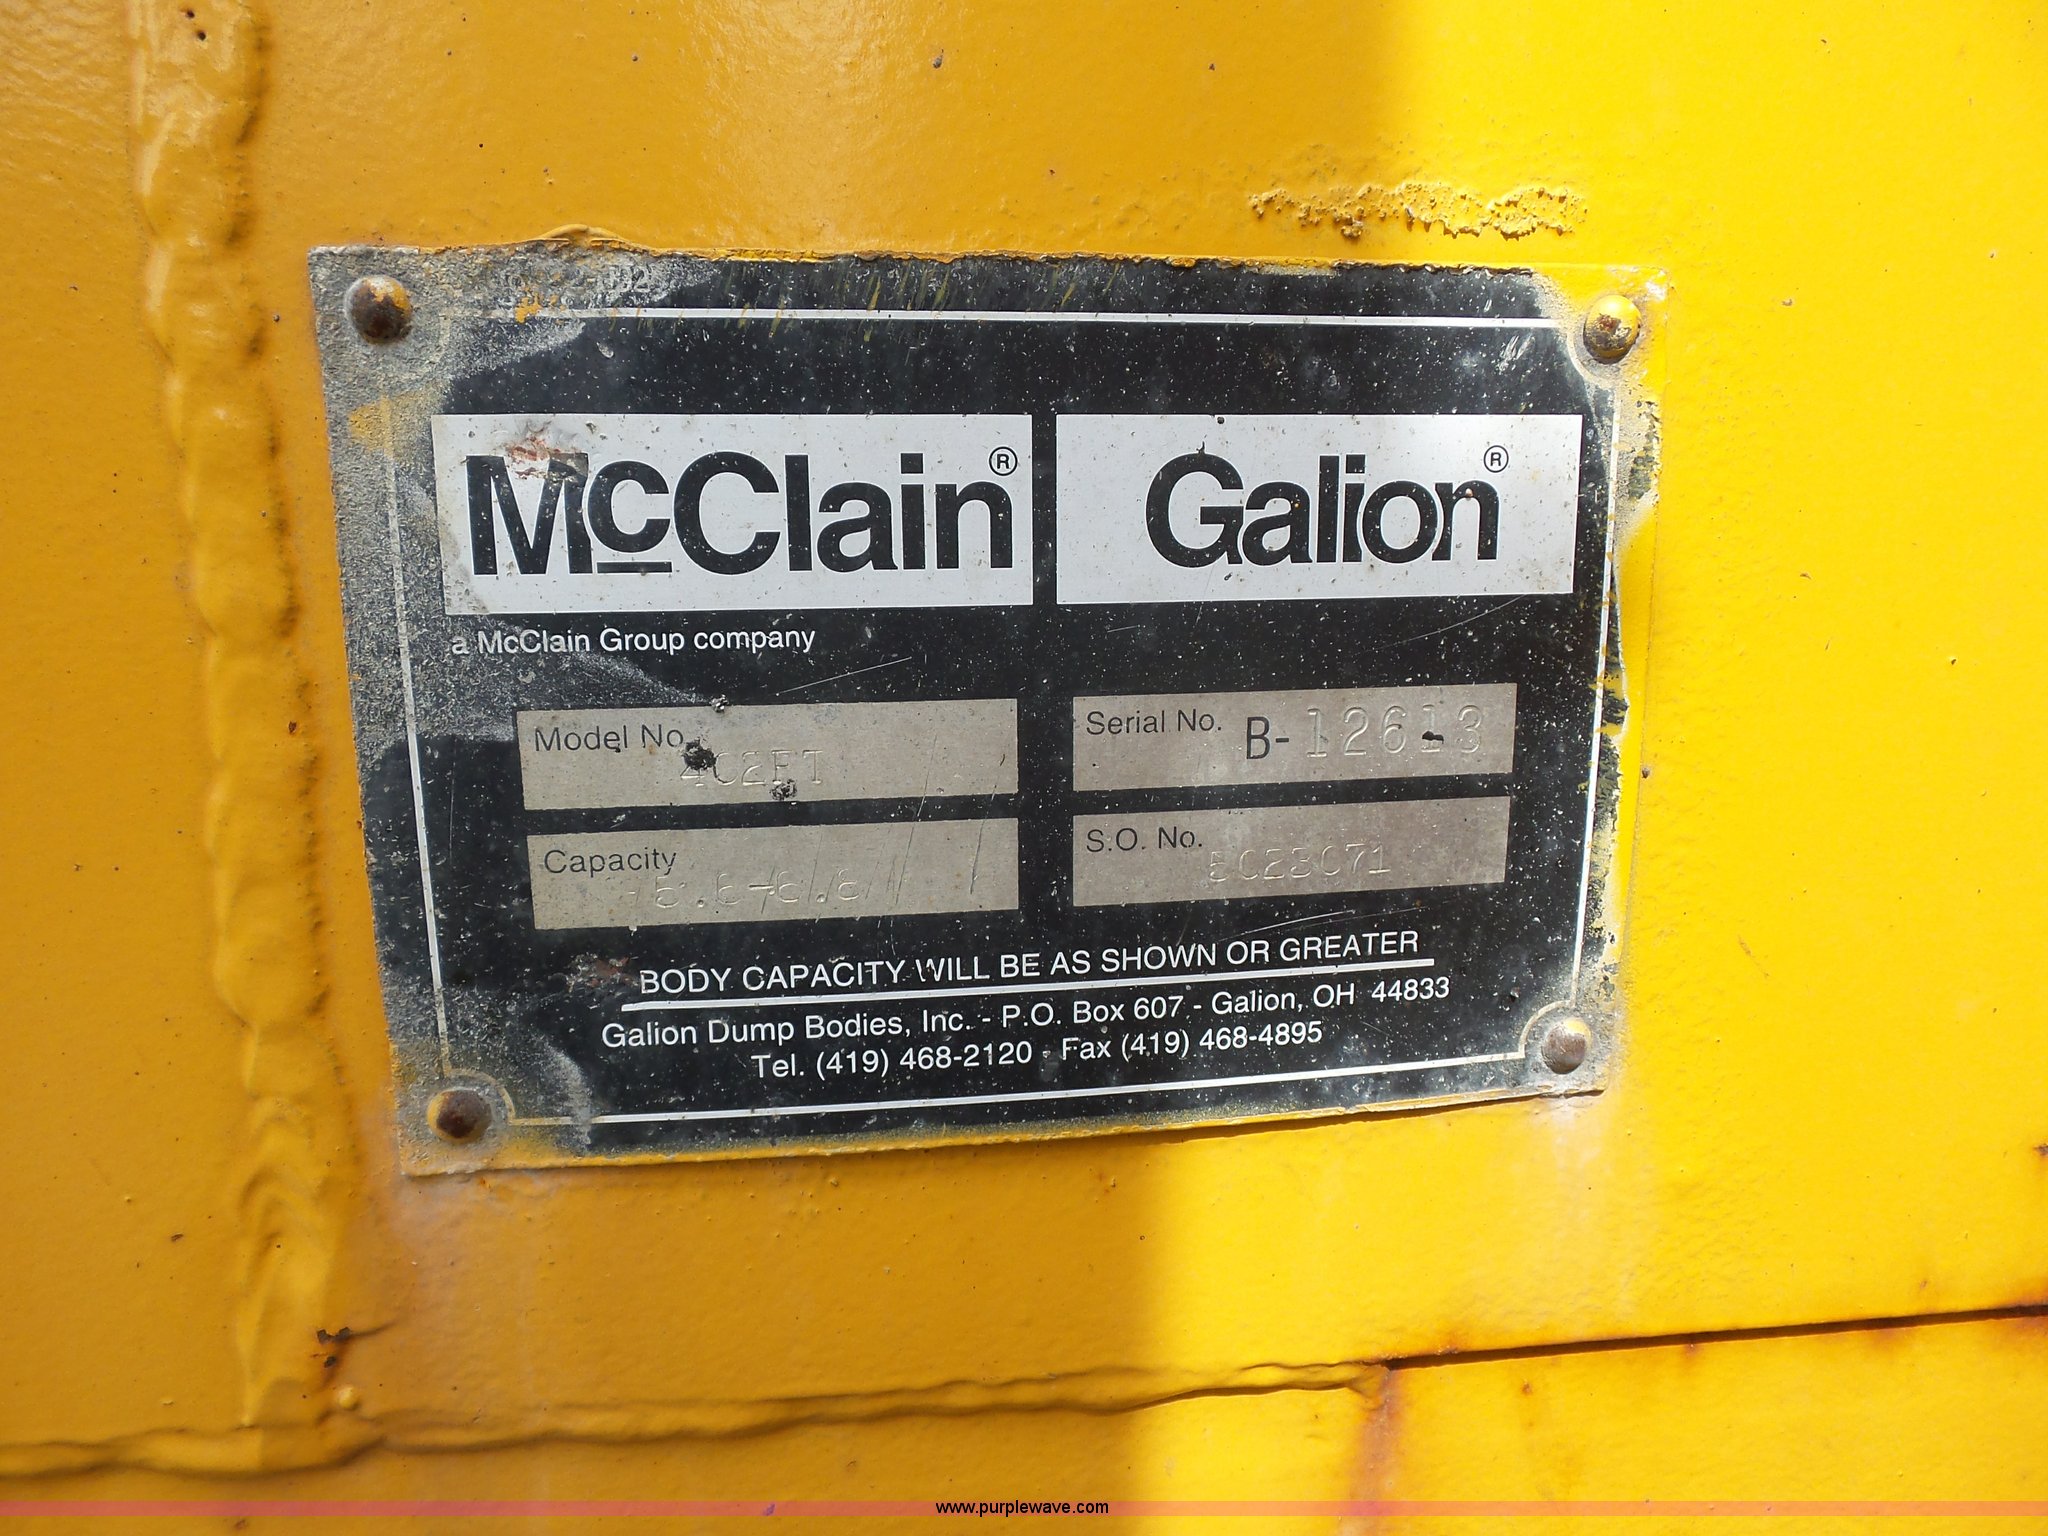 McClain® Galion®
a McClain Group company
Model No. 402FT Serial No. B-12613
Capacity S.O. No.
BODY CAPACITY WILL BE AS SHOWN OR GREATER
Galion Dump Bodies, Inc. - P.O. Box 607 - Galion, OH 44833
Tel. (419) 468-2120 - Fax (419) 468-4895
www.purplewave.com